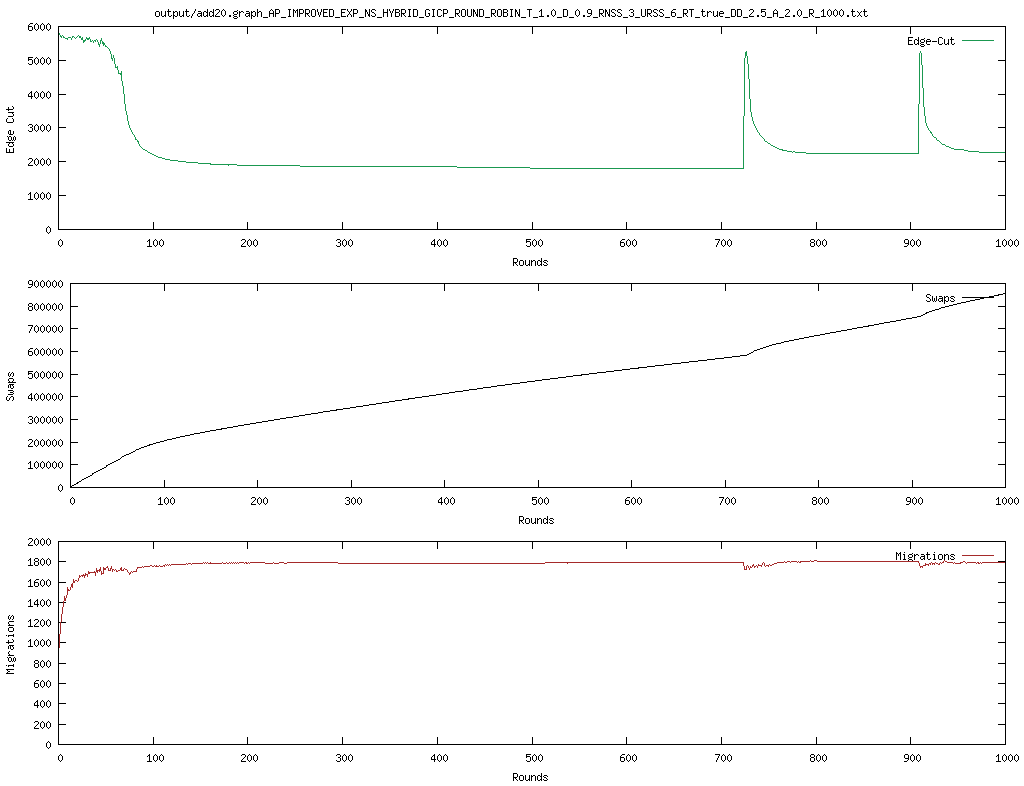 output/add20.graph_AP_IMPROVED_EXP_NS_HYBRID_GICP_ROUND_ROBIN_T_1.0_D_0.9_RNSS_3_URSS_6_RT_true_DD_2.5_A_2.0_R_1000.txt
6000
5000
4000
3000
2000
1000
0
Edge Cut
Edge-Cut
0 100 200 300 400 500 600 700 800 900 1000
Rounds
900000
800000
700000
600000
500000
400000
300000
200000
100000
0
Swaps
Swaps
0 100 200 300 400 500 600 700 800 900 1000
Rounds
2000
1800
1600
1400
1200
1000
800
600
400
200
0
Migrations
Migrations
0 100 200 300 400 500 600 700 800 900 1000
Rounds